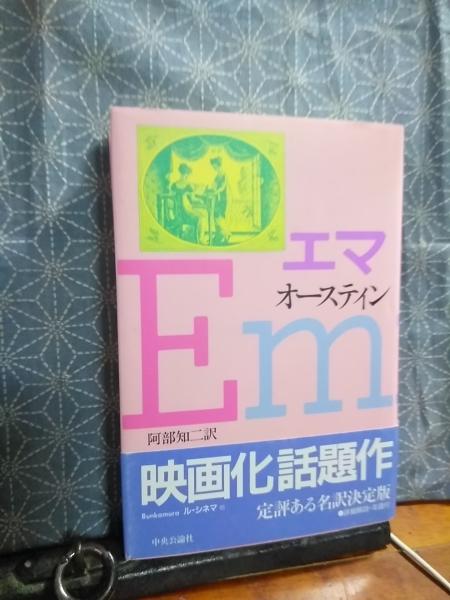 エマ
オースティン
Em
阿部知二訳
映画化話題作
Bunkamura ル・シネマ
定評ある名訳決定版
中央公論社